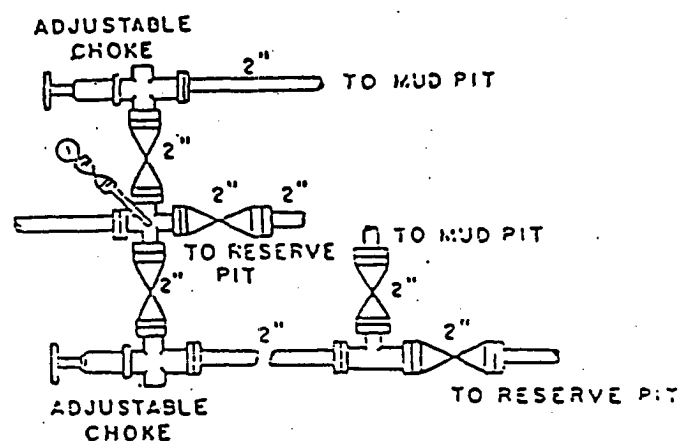 ADJUSTABLE
CHOKE
2"
TO MUD PIT
2"
2"
2"
TO RESERVE
PIT
TO MUD PIT
2"
2"
2"
2"
TO RESERVE PIT
ADJUSTABLE
CHOKE